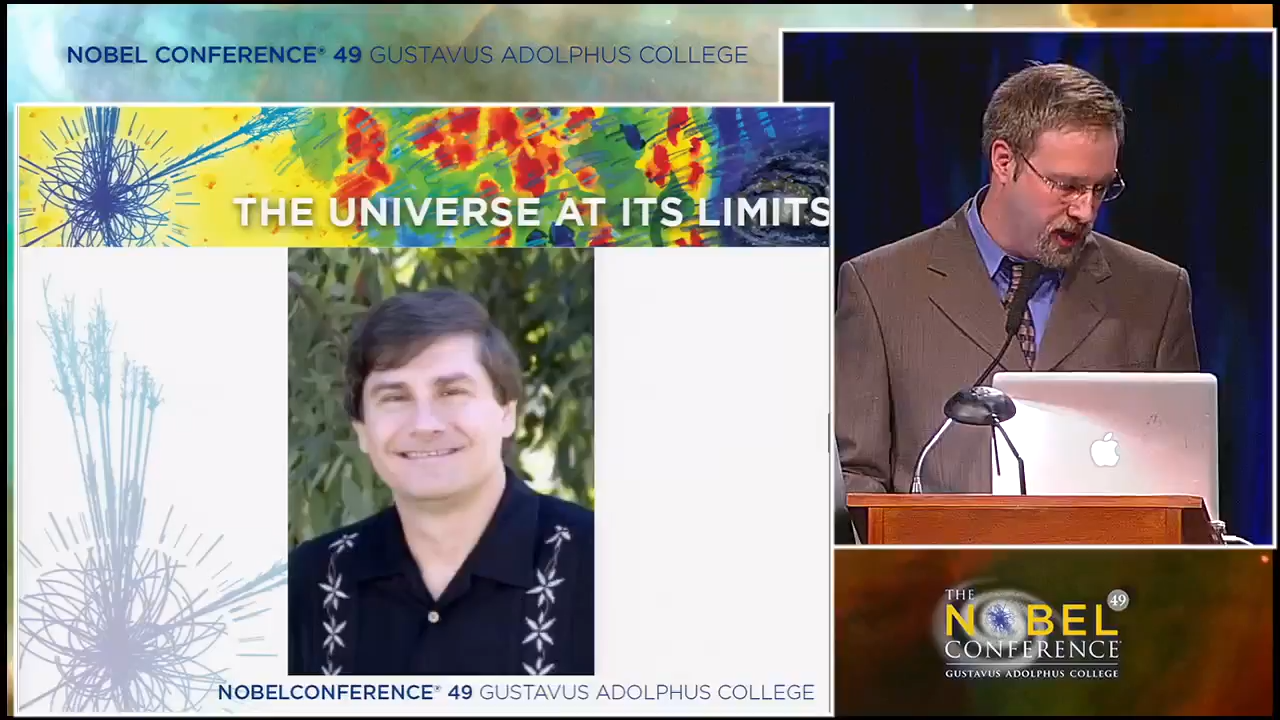 NOBEL CONFERENCE® 49 GUSTAVUS ADOLPHUS COLLEGE
THE UNIVERSE AT ITS LIMITS
NOBELCONFERENCE® 49 GUSTAVUS ADOLPHUS COLLEGE
THE
49
NOBEL
CONFERENCE®
GUSTAVUS ADOLPHUS COLLEGE